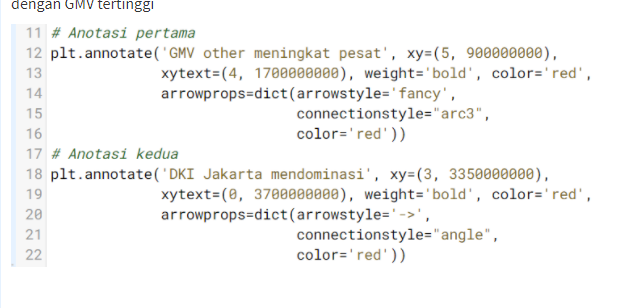 dengan GMV tertinggi
11 # Anotasi pertama
12 plt.annotate('GMV other meningkat pesat', xy=(5, 900000000),
13 xytext=(4, 1700000000), weight='bold', color='red',
14 arrowprops=dict(arrowstyle='fancy',
15 connectionstyle="arc3",
16 color='red'))
17 # Anotasi kedua
18 plt.annotate('DKI Jakarta mendominasi', xy=(3, 3350000000),
19 xytext=(0, 3700000000), weight='bold', color='red',
20 arrowprops=dict(arrowstyle='->',
21 connectionstyle="angle",
22 color='red'))